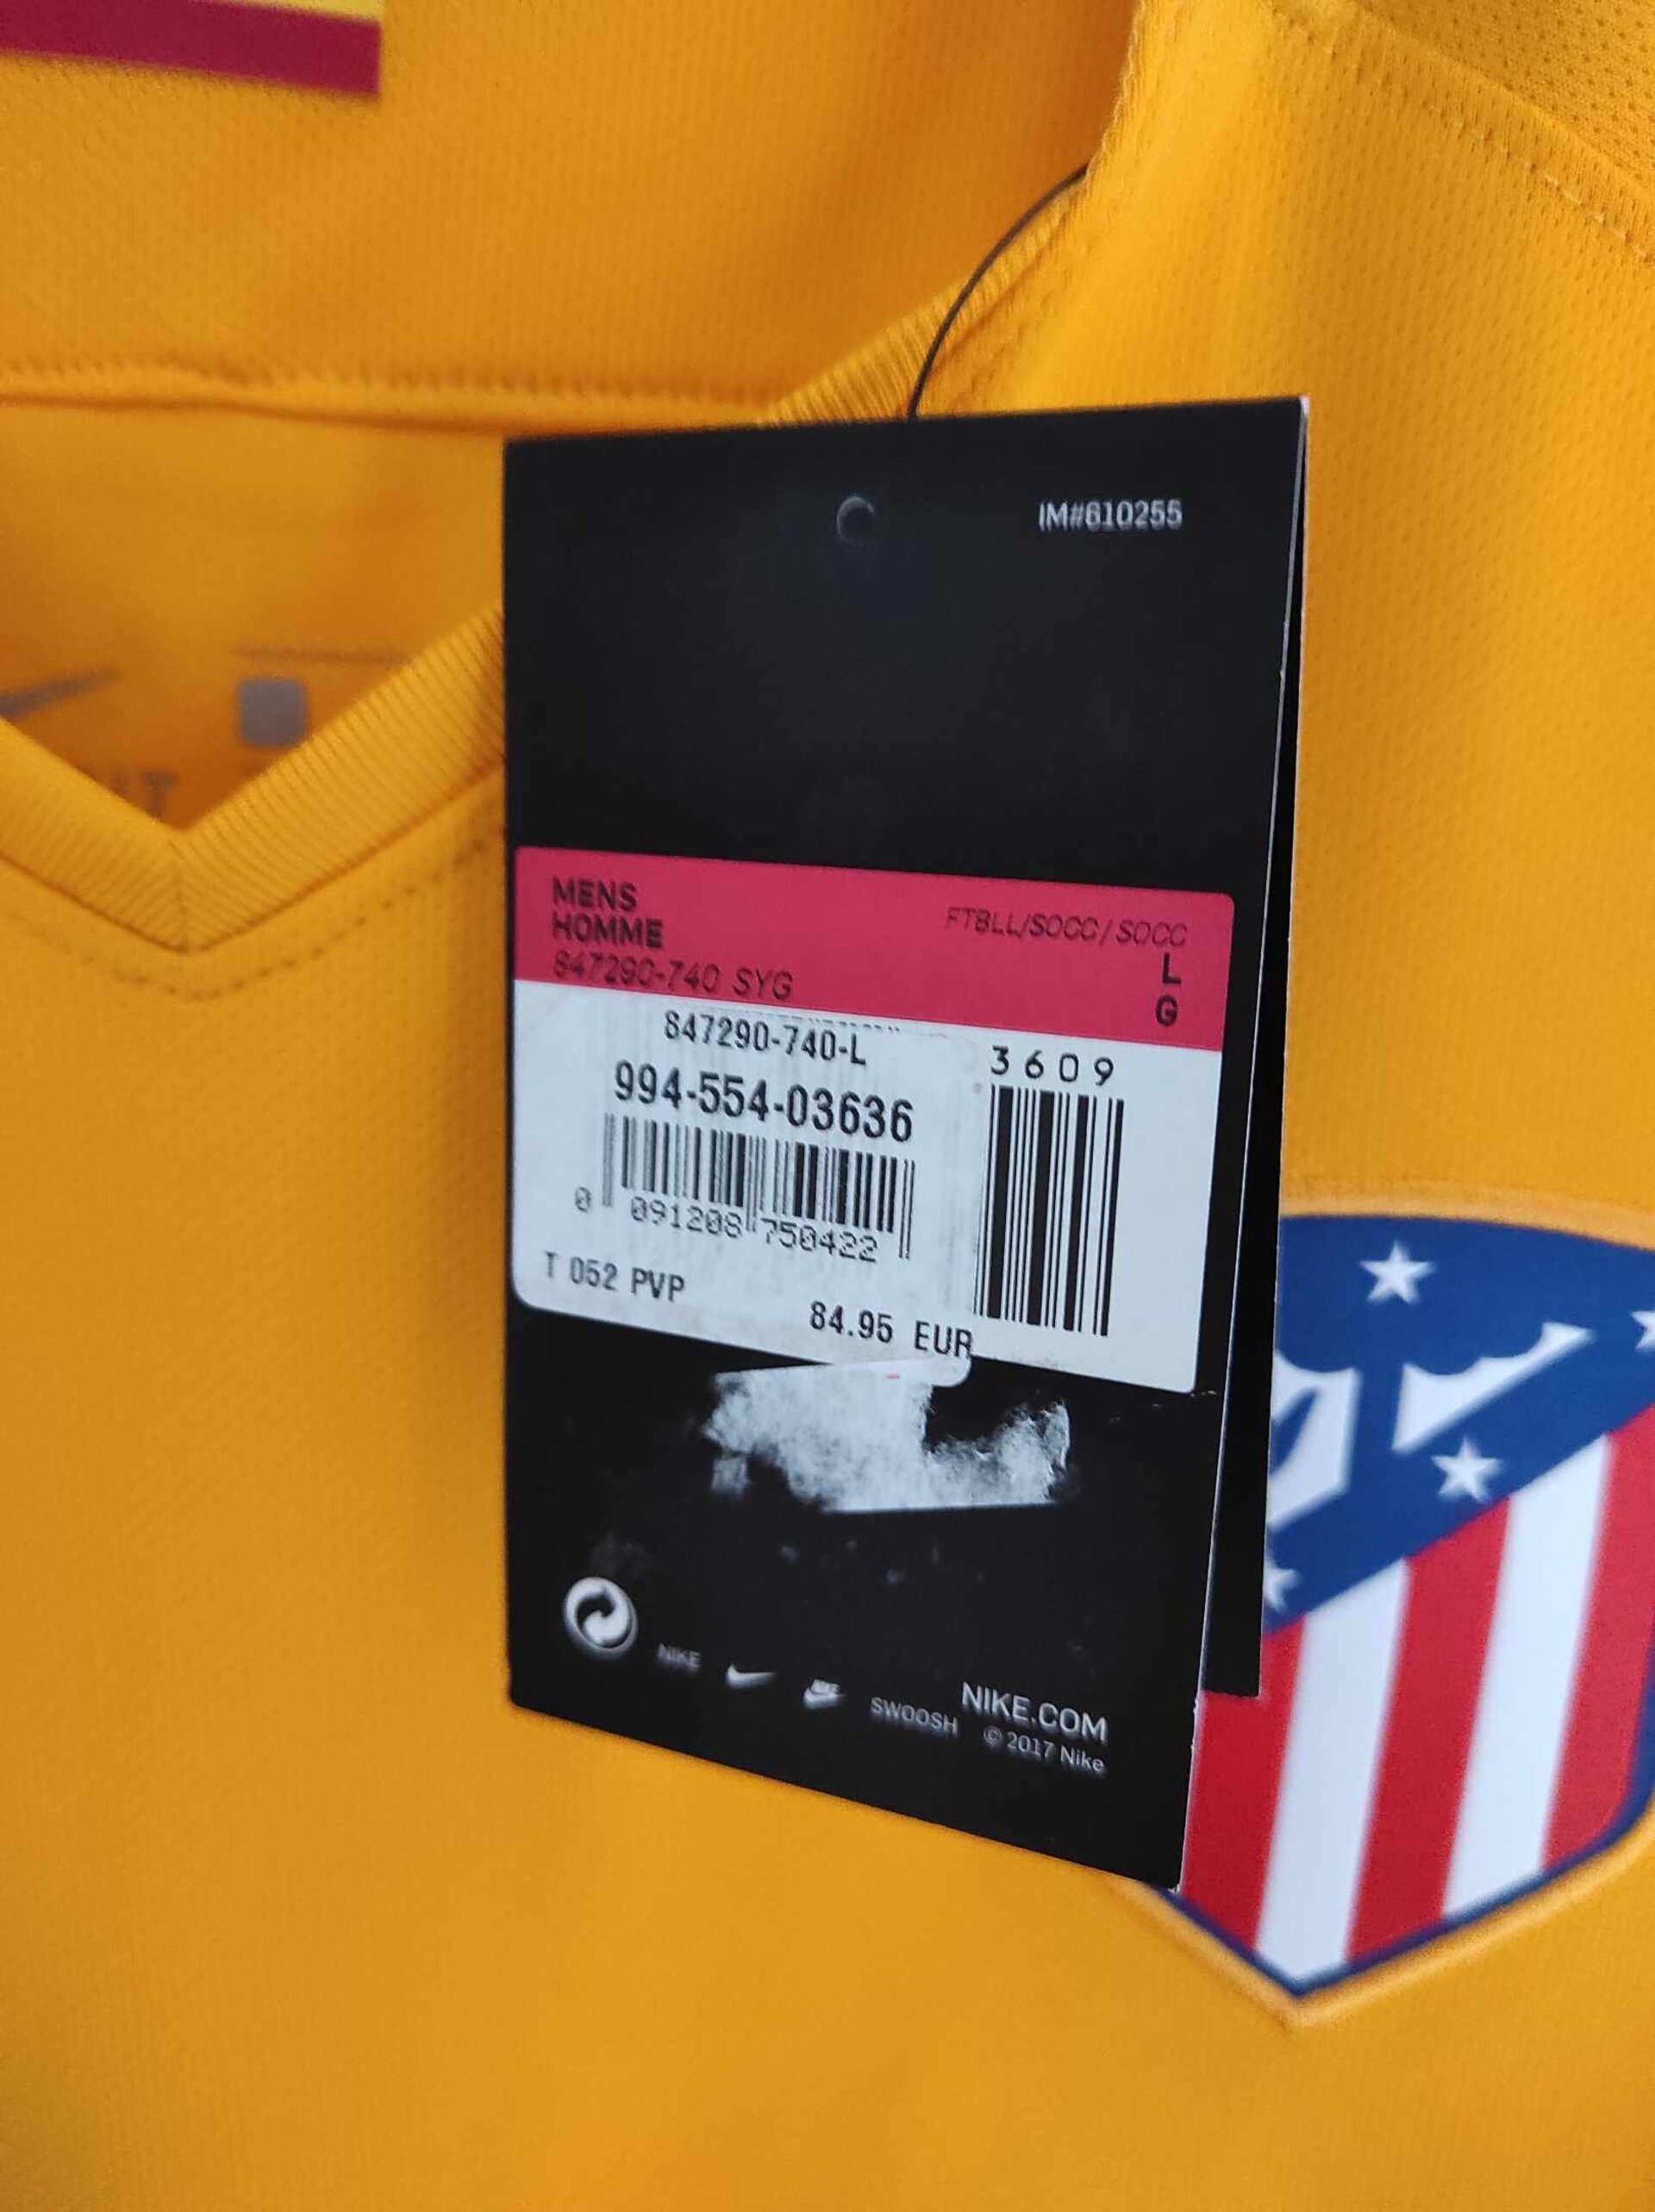 IM#610255
MENS
HOMME
FTBLL/SOCC/SOCC
847290-740 SYG
L
G
847290-740-L
3609
994-554-03636
0 091208 750422
T 052 PVP
84.95 EUR
NIKE
SWOOSH
NIKE.COM
© 2017 Nike